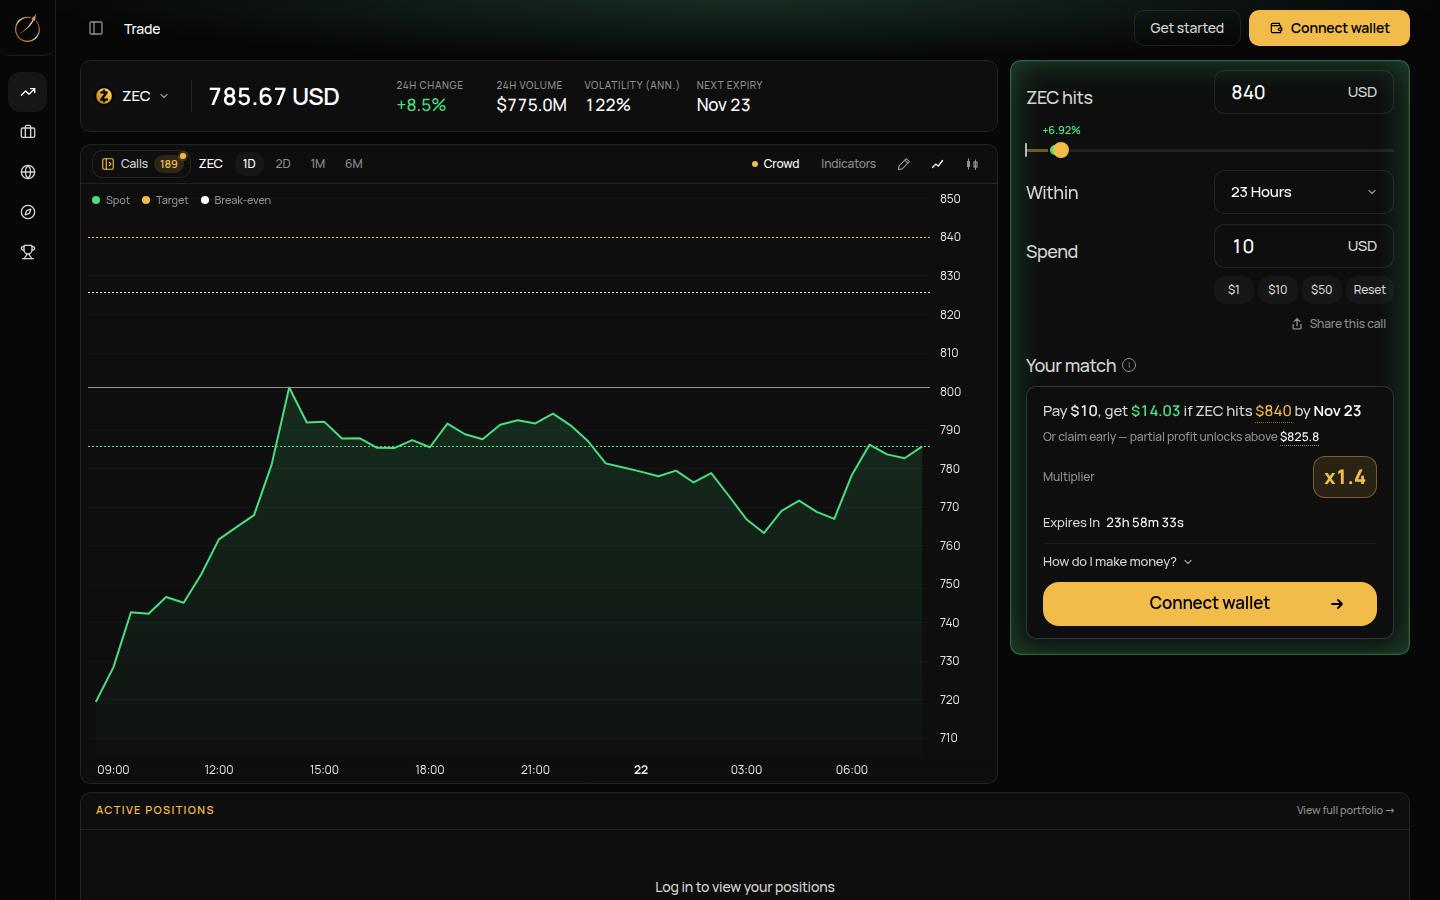 Trade
Get started
Connect wallet
ZEC
785.67 USD
24H CHANGE
+8.5%
24H VOLUME
$775.0M
VOLATILITY (ANN.)
122%
NEXT EXPIRY
Nov 23
Calls 189 ZEC 1D 2D 1M 6M
Crowd Indicators
Spot Target Break-even
850
840
830
820
810
800
790
780
770
760
750
740
730
720
710
09:00 12:00 15:00 18:00 21:00 22 03:00 06:00
ZEC hits 840 USD
+6.92%
Within 23 Hours
Spend 10 USD
$1 $10 $50 Reset
Share this call
Your match
Pay $10, get $14.03 if ZEC hits $840 by Nov 23
Or claim early — partial profit unlocks above $825.8
Multiplier x1.4
Expires In 23h 58m 33s
How do I make money?
Connect wallet →
ACTIVE POSITIONS
View full portfolio →
Log in to view your positions